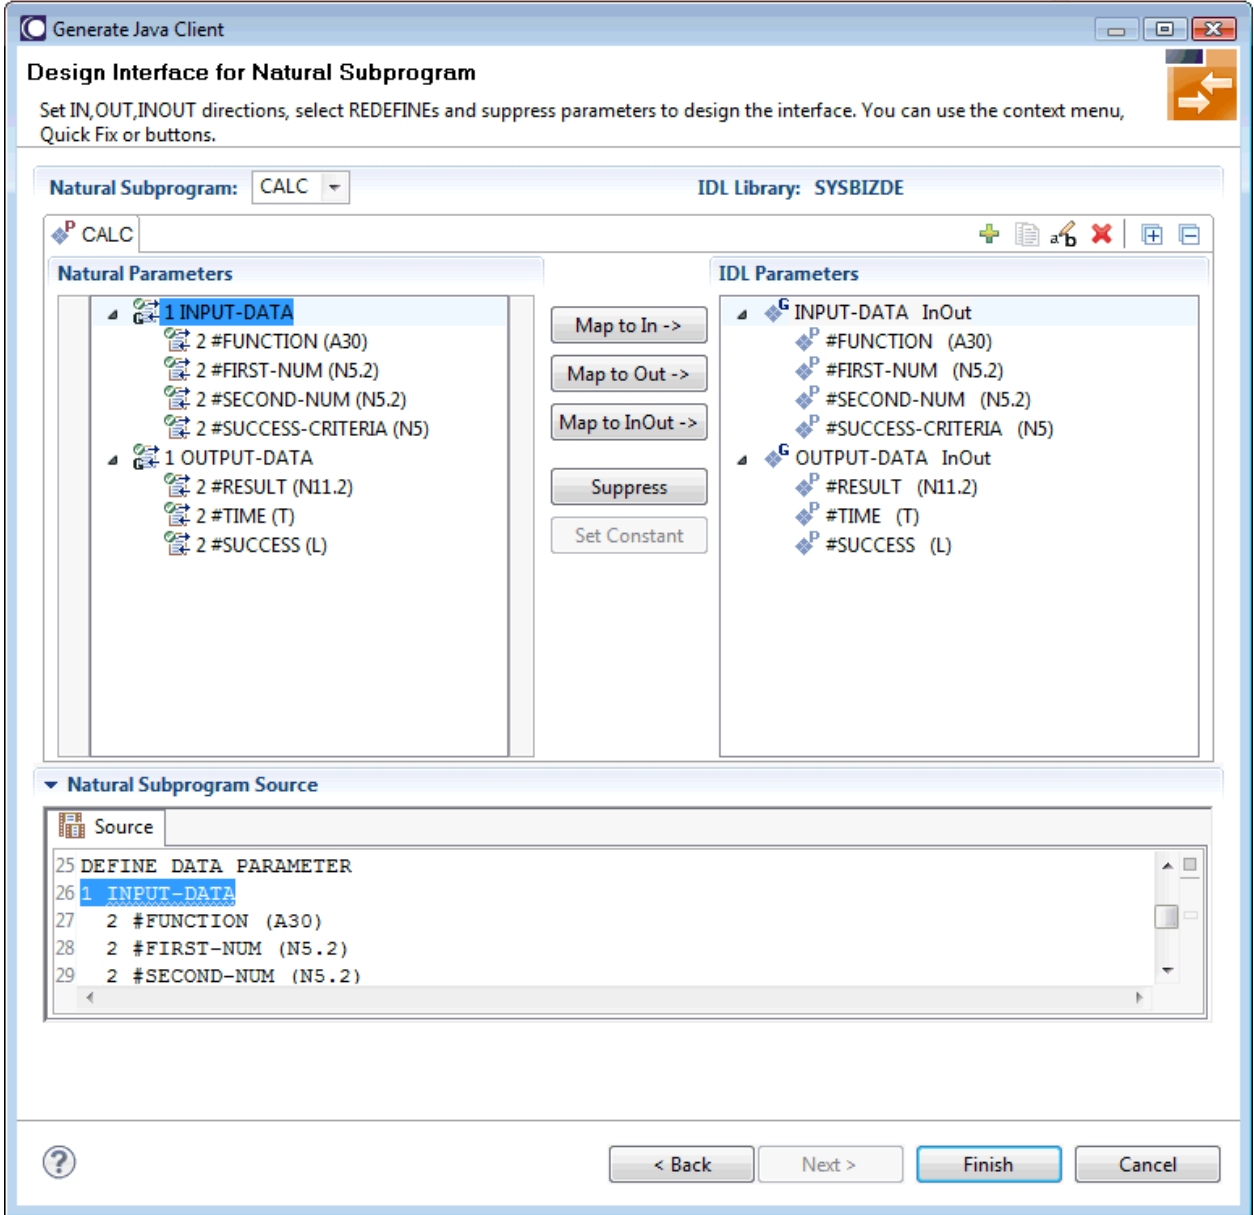 Generate Java Client
Design Interface for Natural Subprogram
Set IN,OUT,INOUT directions, select REDEFINEs and suppress parameters to design the interface. You can use the context menu,
Quick Fix or buttons.
Natural Subprogram: CALC IDL Library: SYSBIZDE
P CALC
Natural Parameters
1 INPUT-DATA
2 #FUNCTION (A30)
2 #FIRST-NUM (N5.2)
2 #SECOND-NUM (N5.2)
2 #SUCCESS-CRITERIA (N5)
1 OUTPUT-DATA
2 #RESULT (N11.2)
2 #TIME (T)
2 #SUCCESS (L)
Map to In ->
Map to Out ->
Map to InOut ->
Suppress
Set Constant
IDL Parameters
G INPUT-DATA InOut
P #FUNCTION (A30)
P #FIRST-NUM (N5.2)
P #SECOND-NUM (N5.2)
P #SUCCESS-CRITERIA (N5)
G OUTPUT-DATA InOut
P #RESULT (N11.2)
P #TIME (T)
P #SUCCESS (L)
Natural Subprogram Source
Source
25 DEFINE DATA PARAMETER
26 1 INPUT-DATA
27 2 #FUNCTION (A30)
28 2 #FIRST-NUM (N5.2)
29 2 #SECOND-NUM (N5.2)
? < Back Next > Finish Cancel